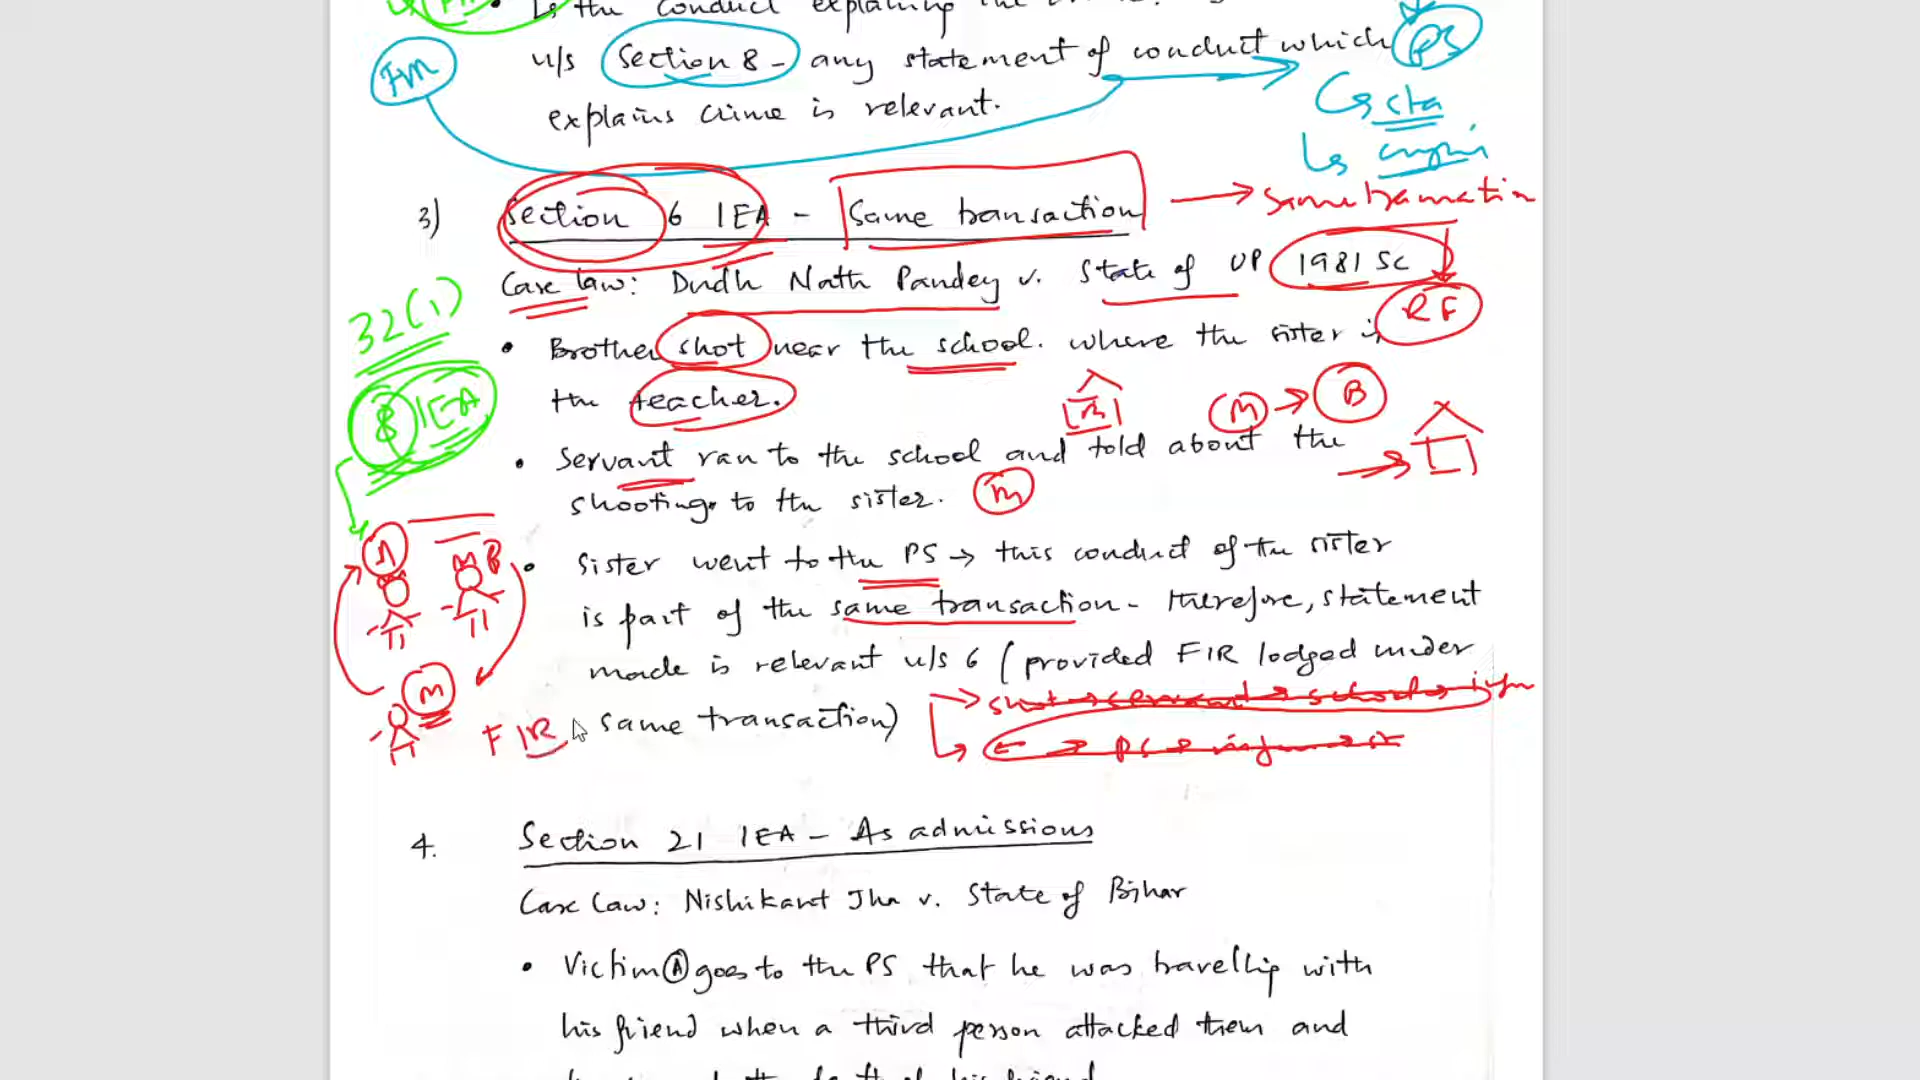 Is the conduct explaining the
u/s Section 8 - any statement of conduct which PS
explains crime is relevant.
3) Section 6 IEA - Same transaction
Same transaction
Case law: Dudh Nath Pandey v. State of UP 1981 SC
RF
32(1)
8 IEA
• Brother shot near the school. where the sister is
the teacher.
M → B
• Servant ran to the school and told about the
shooting to the sister.
• Sister went to the PS → this conduct of the sister
is part of the same transaction - therefore, statement
made is relevant u/s 6 (provided FIR lodged under
same transaction)
M
FIR
4. Section 21 IEA - As admissions
Case Law: Nishikant Jha v. State of Bihar
• Victim (A) goes to the PS that he was travellip with
his friend when a third person attacked them and